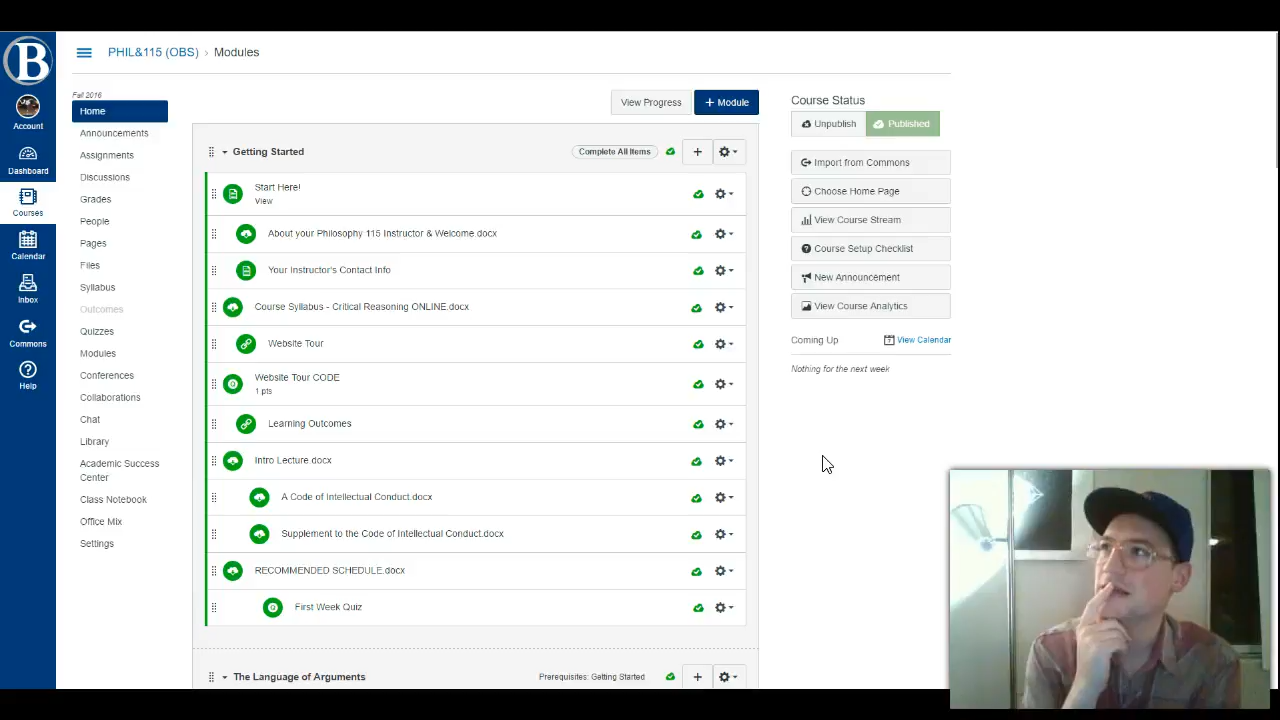 B
PHIL&115 (OBS) › Modules
Account
Dashboard
Courses
Calendar
Inbox
Commons
Help
Fall 2016
Home
Announcements
Assignments
Discussions
Grades
People
Pages
Files
Syllabus
Outcomes
Quizzes
Modules
Conferences
Collaborations
Chat
Library
Academic Success
Center
Class Notebook
Office Mix
Settings
View Progress
+ Module
Getting Started
Complete All Items
Start Here!
View
About your Philosophy 115 Instructor & Welcome.docx
Your Instructor's Contact Info
Course Syllabus - Critical Reasoning ONLINE.docx
Website Tour
Website Tour CODE
1 pts
Learning Outcomes
Intro Lecture.docx
A Code of Intellectual Conduct.docx
Supplement to the Code of Intellectual Conduct.docx
RECOMMENDED SCHEDULE.docx
First Week Quiz
The Language of Arguments
Prerequisites: Getting Started
Course Status
Unpublish
Published
Import from Commons
Choose Home Page
View Course Stream
Course Setup Checklist
New Announcement
View Course Analytics
Coming Up
View Calendar
Nothing for the next week